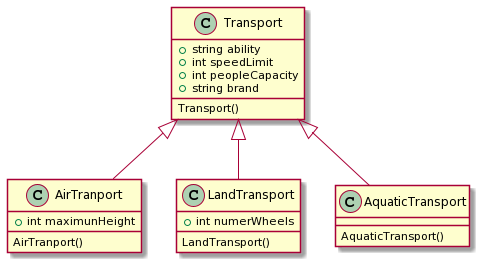 C Transport
string ability
int speedLimit
int peopleCapacity
string brand
Transport()
C AirTranport
int maximunHeight
AirTranport()
C LandTransport
int numerWheels
LandTransport()
C AquaticTransport
AquaticTransport()